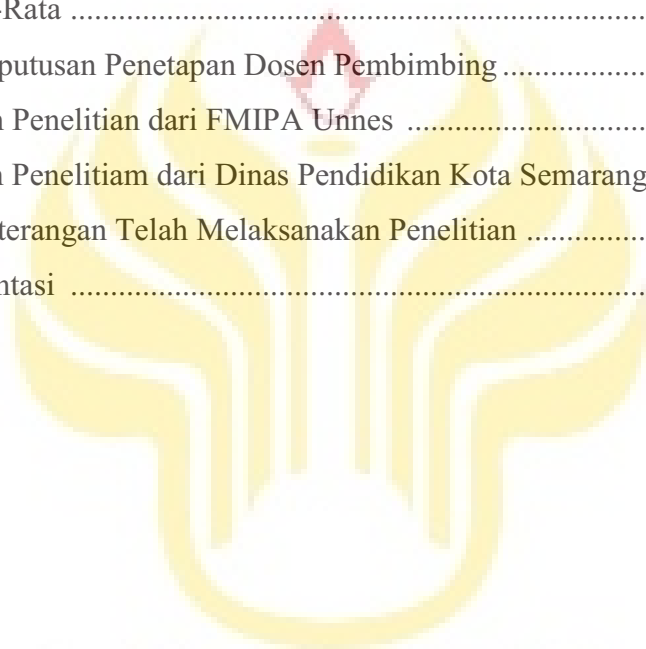 -Rata ...........................................................................
putusan Penetapan Dosen Pembimbing ...................
n Penelitian dari FMIPA Unnes ...............................
n Penelitiam dari Dinas Pendidikan Kota Semarang
terangan Telah Melaksanakan Penelitian ................
ntasi ..........................................................................